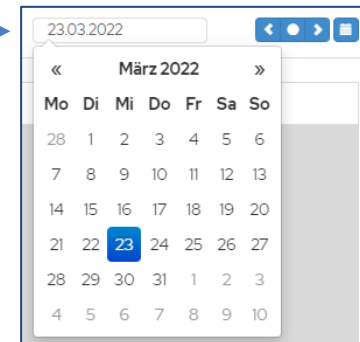 23.03.2022
« März 2022 »
Mo Di Mi Do Fr Sa So
28 1 2 3 4 5 6
7 8 9 10 11 12 13
14 15 16 17 18 19 20
21 22 23 24 25 26 27
28 29 30 31 1 2 3
4 5 6 7 8 9 10